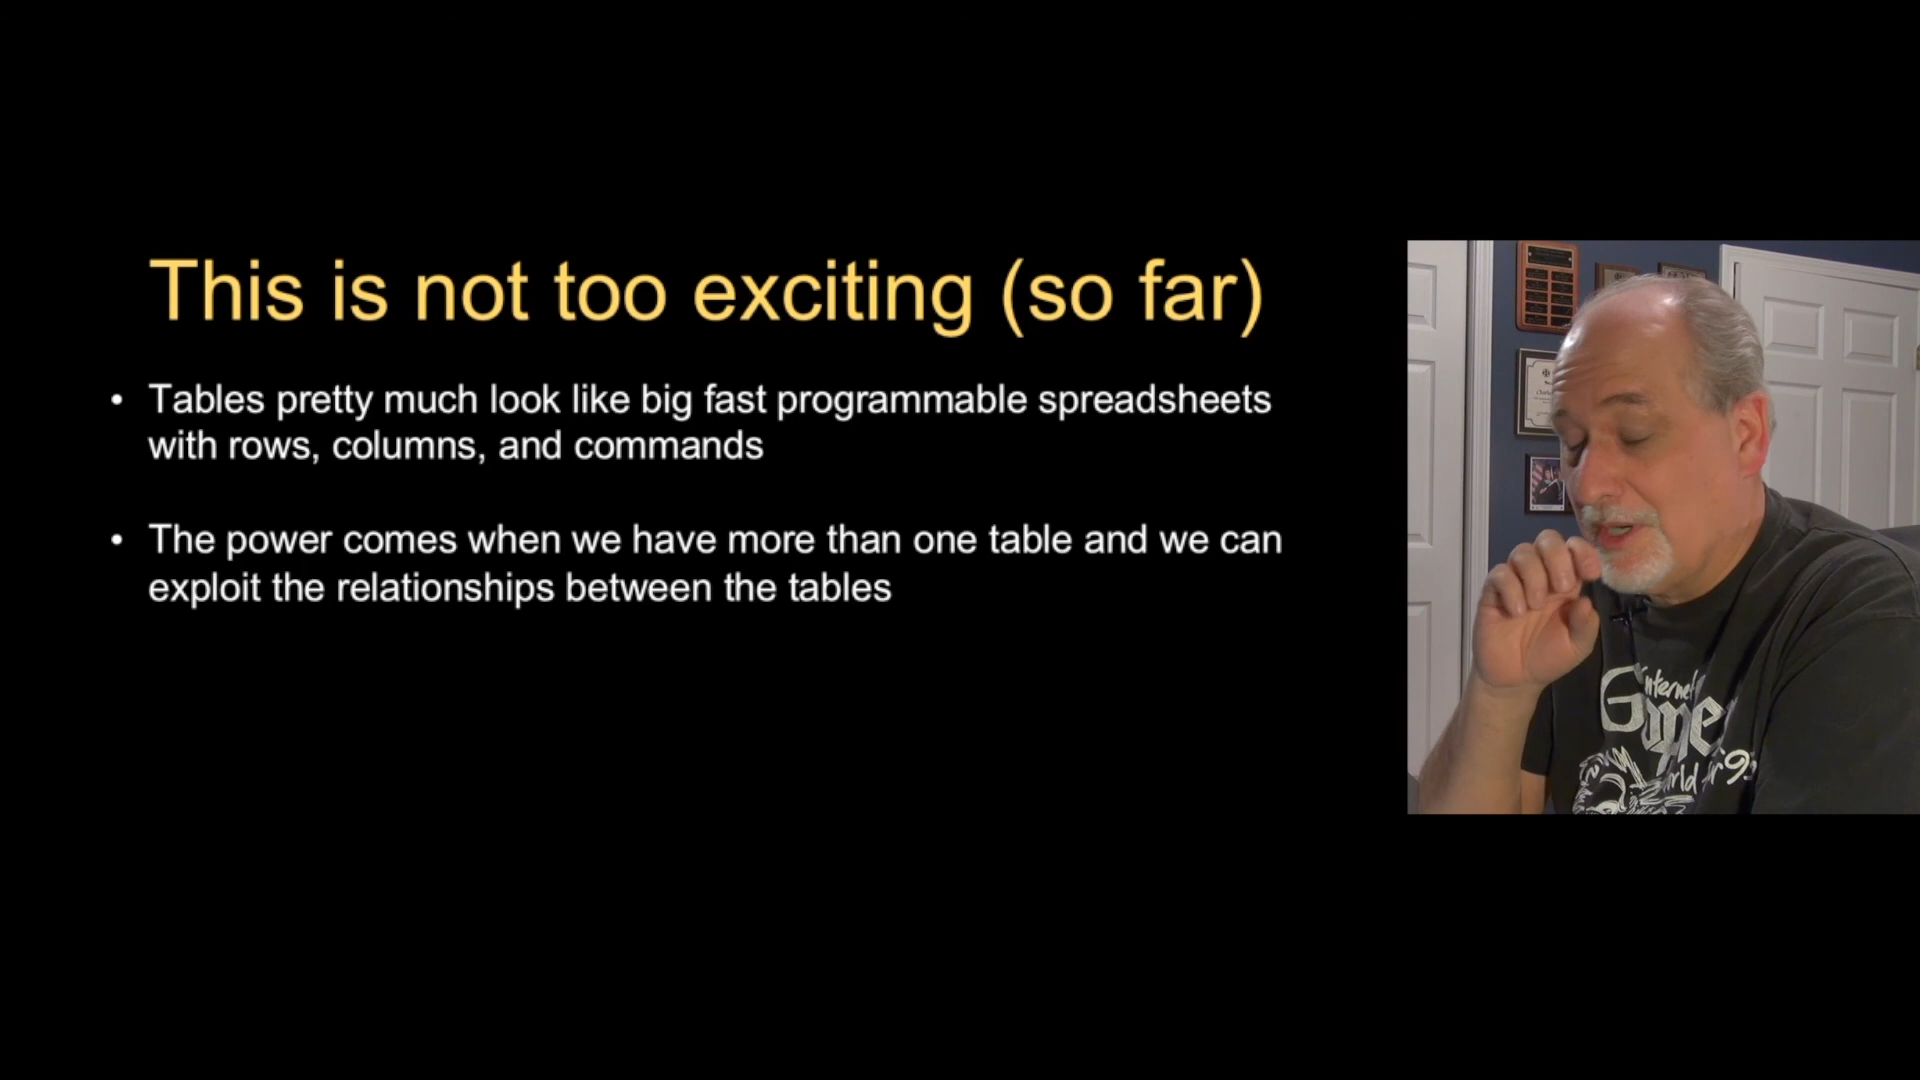 This is not too exciting (so far)
• Tables pretty much look like big fast programmable spreadsheets
with rows, columns, and commands
• The power comes when we have more than one table and we can
exploit the relationships between the tables
Internet
Game